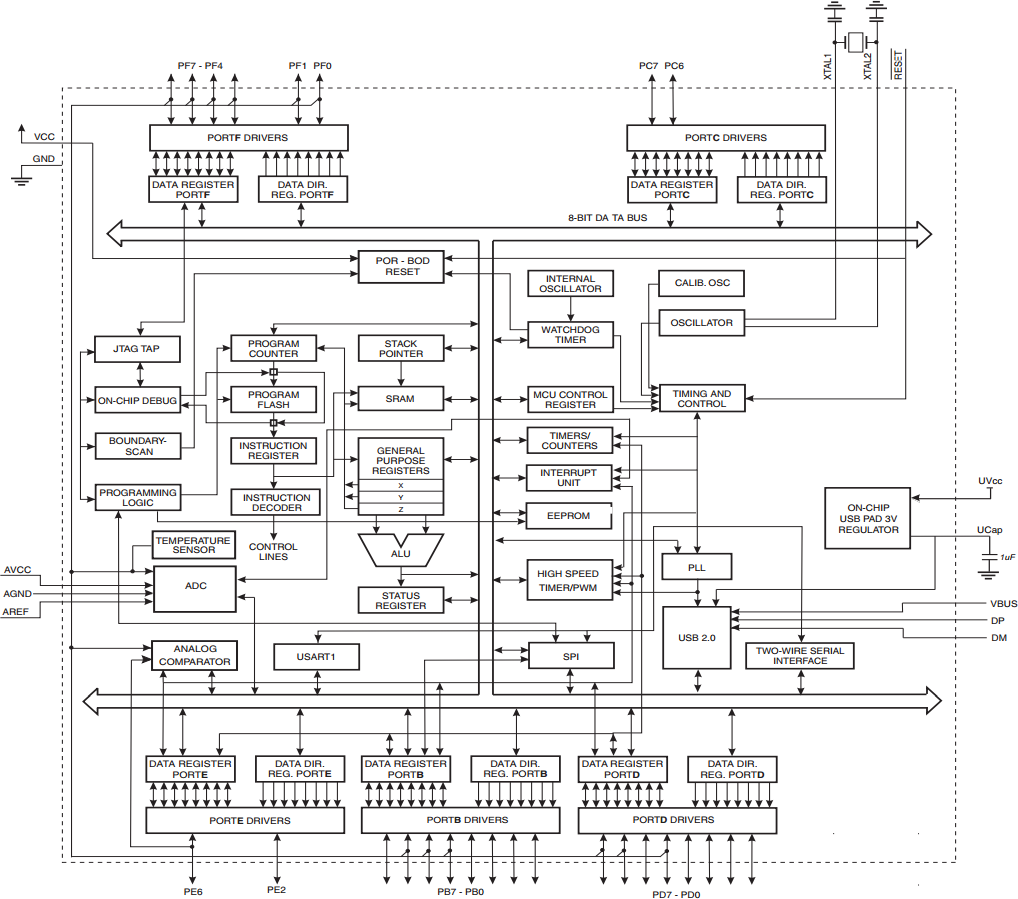 XTAL1
XTAL2
RESET
PF7 - PF4
PF1
PF0
PC7
PC6
VCC
GND
PORTF DRIVERS
PORTC DRIVERS
DATA REGISTER
PORTF
DATA DIR.
REG. PORTF
DATA REGISTER
PORTC
DATA DIR.
REG. PORTC
8-BIT DA TA BUS
POR - BOD
RESET
INTERNAL
OSCILLATOR
CALIB. OSC
WATCHDOG
TIMER
OSCILLATOR
JTAG TAP
PROGRAM
COUNTER
STACK
POINTER
ON-CHIP DEBUG
PROGRAM
FLASH
SRAM
MCU CONTROL
REGISTER
TIMING AND
CONTROL
BOUNDARY-
SCAN
INSTRUCTION
REGISTER
GENERAL
PURPOSE
REGISTERS
X
Y
Z
TIMERS/
COUNTERS
INTERRUPT
UNIT
PROGRAMMING
LOGIC
INSTRUCTION
DECODER
EEPROM
ON-CHIP
USB PAD 3V
REGULATOR
UVcc
UCap
1uF
TEMPERATURE
SENSOR
CONTROL
LINES
ALU
AVCC
AGND
AREF
ADC
STATUS
REGISTER
HIGH SPEED
TIMER/PWM
PLL
VBUS
DP
DM
ANALOG
COMPARATOR
USART1
SPI
USB 2.0
TWO-WIRE SERIAL
INTERFACE
DATA REGISTER
PORTE
DATA DIR.
REG. PORTE
DATA REGISTER
PORTB
DATA DIR.
REG. PORTB
DATA REGISTER
PORTD
DATA DIR.
REG. PORTD
PORTE DRIVERS
PORTB DRIVERS
PORTD DRIVERS
PE6
PE2
PB7 - PB0
PD7 - PD0